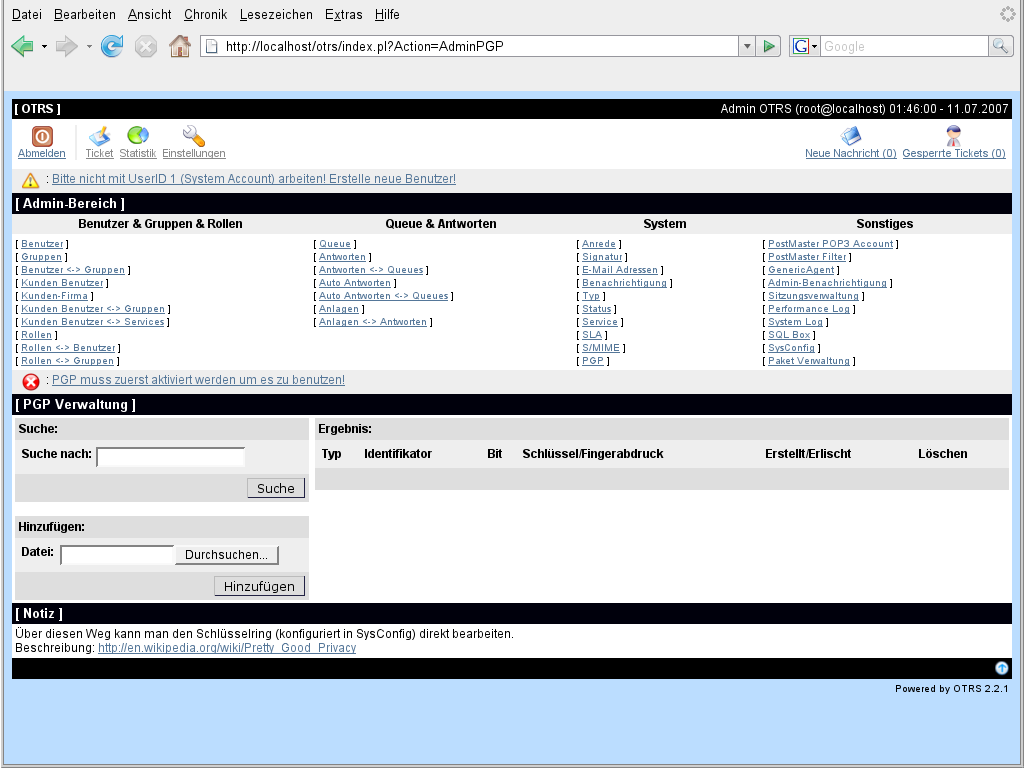 Datei Bearbeiten Ansicht Chronik Lesezeichen Extras Hilfe
http://localhost/otrs/index.pl?Action=AdminPGP
Google
[ OTRS ] Admin OTRS (root@localhost) 01:46:00 - 11.07.2007
Abmelden Ticket Statistik Einstellungen Neue Nachricht (0) Gesperrte Tickets (0)
: Bitte nicht mit UserID 1 (System Account) arbeiten! Erstelle neue Benutzer!
[ Admin-Bereich ]
Benutzer & Gruppen & Rollen Queue & Antworten System Sonstiges
[ Benutzer ] [ Queue ] [ Anrede ] [ PostMaster POP3 Account ]
[ Gruppen ] [ Antworten ] [ Signatur ] [ PostMaster Filter ]
[ Benutzer <-> Gruppen ] [ Antworten <-> Queues ] [ E-Mail Adressen ] [ GenericAgent ]
[ Kunden Benutzer ] [ Auto Antworten ] [ Benachrichtigung ] [ Admin-Benachrichtigung ]
[ Kunden-Firma ] [ Auto Antworten <-> Queues ] [ Typ ] [ Sitzungsverwaltung ]
[ Kunden Benutzer <-> Gruppen ] [ Anlagen ] [ Status ] [ Performance Log ]
[ Kunden Benutzer <-> Services ] [ Anlagen <-> Antworten ] [ Service ] [ System Log ]
[ Rollen ] [ SLA ] [ SQL Box ]
[ Rollen <-> Benutzer ] [ S/MIME ] [ SysConfig ]
[ Rollen <-> Gruppen ] [ PGP ] [ Paket Verwaltung ]
: PGP muss zuerst aktiviert werden um es zu benutzen!
[ PGP Verwaltung ]
Suche:
Suche nach:
Suche
Hinzufügen:
Datei: Durchsuchen...
Hinzufügen
Ergebnis:
Typ Identifikator Bit Schlüssel/Fingerabdruck Erstellt/Erlischt Löschen
[ Notiz ]
Über diesen Weg kann man den Schlüsselring (konfiguriert in SysConfig) direkt bearbeiten.
Beschreibung: http://en.wikipedia.org/wiki/Pretty_Good_Privacy
Powered by OTRS 2.2.1